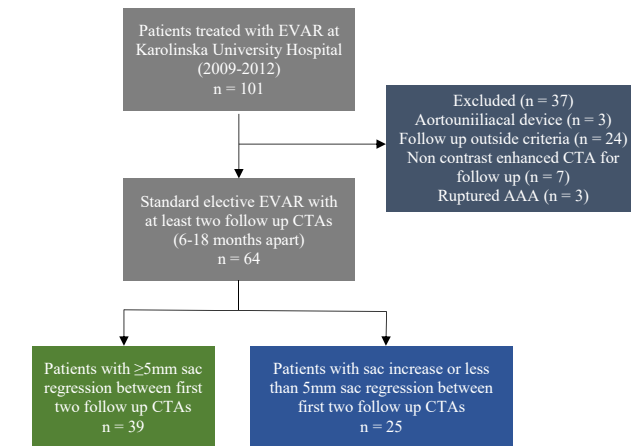 Patients treated with EVAR at
Karolinska University Hospital
(2009-2012)
n = 101
Excluded (n = 37)
Aortouniiliacal device (n = 3)
Follow up outside criteria (n = 24)
Non contrast enhanced CTA for
follow up (n = 7)
Ruptured AAA (n = 3)
Standard elective EVAR with
at least two follow up CTAs
(6-18 months apart)
n = 64
Patients with ≥5mm sac
regression between first
two follow up CTAs
n = 39
Patients with sac increase or less
than 5mm sac regression between
first two follow up CTAs
n = 25